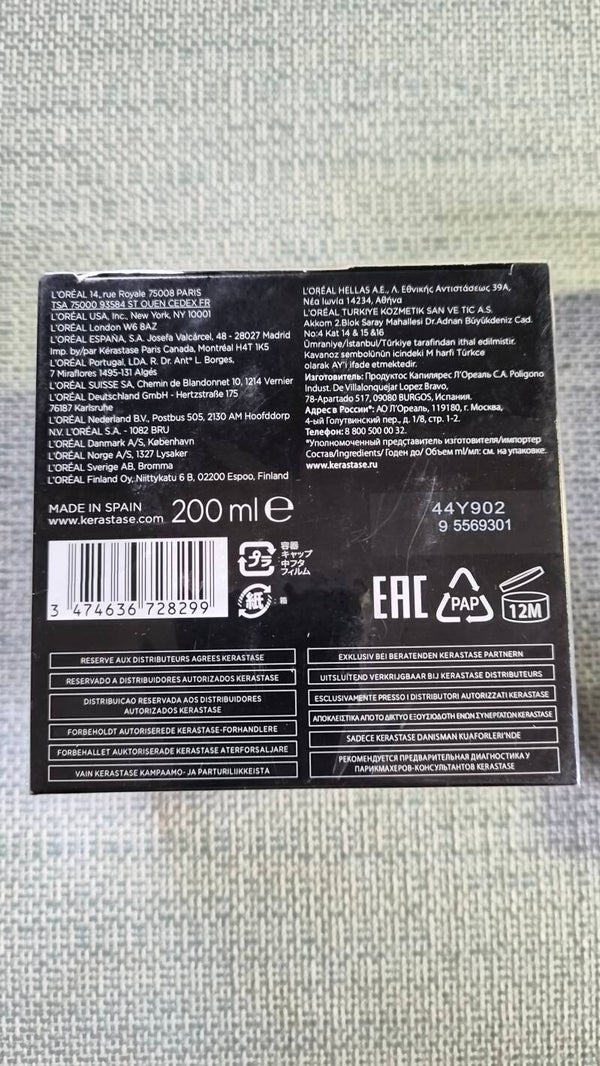 L'ORÉAL 14, rue Royale 75008 PARIS
TSA 75000 93584 ST OUEN CEDEX FR
L'ORÉAL USA, Inc., New York, NY 10001
L'ORÉAL London W6 8AZ
L'ORÉAL ESPAÑA, S.A. Josefa Valcárcel, 48 - 28027 Madrid
Imp. by/par Kérastase Paris Canada, Montréal H4T 1K5
L'ORÉAL Portugal, LDA. R. Dr. Antº L. Borges,
7 Miraflores 1495-131 Algés
L'ORÉAL SUISSE SA, Chemin de Blandonnet 10, 1214 Vernier
L'ORÉAL Deutschland GmbH - Hertzstraße 175
76187 Karlsruhe
L'ORÉAL Nederland B.V., Postbus 505, 2130 AM Hoofddorp
N.V. L'ORÉAL S.A. - 1082 BRU
L'ORÉAL Danmark A/S, København
L'ORÉAL Norge A/S, 1327 Lysaker
L'ORÉAL Sverige AB, Bromma
L'ORÉAL Finland Oy, Niittykatu 6 B, 02200 Espoo, Finland
MADE IN SPAIN
www.kerastase.com
200 ml e
L'ORÉAL HELLAS A.E., Λ. Εθνικής Αντιστάσεως 39Α,
Νέα Ιωνία 14234, Αθήνα
L'ORÉAL TURKIYE KOZMETIK SAN VE TIC A.S.
Akkom 2.Blok Saray Mahallesi Dr.Adnan Büyükdeniz Cad.
No:4 Kat 14 & 15 &16
Ümraniye/İstanbul/Türkiye tarafından ithal edilmistir.
Kavanoz sembolünün icindeki M harfi Türkce
olarak AY'i ifade etmektedir.
Изготовитель: Продуктос Капилярес Л'Ореаль С.А. Poligono
Indust. De Villalonquejar Lopez Bravo,
78-Apartado 517, 09080 BURGOS, Испания.
Адрес в России*: АО Л'Ореаль, 119180, г. Москва,
4-ый Голутвинский пер., д. 1/8, стр. 1-2.
Телефон: 8 800 500 00 32.
*Уполномоченный представитель изготовителя/импортер
Состав/Ingredients/ Годен до/ Объем ml/мл: см. на упаковке.
www.kerastase.ru
44Y902
9 5569301
3 474636 728299
プラ
容器
キャップ
中フタ
フィルム
紙
箱
EAC
PAP
12M
RESERVE AUX DISTRIBUTEURS AGREES KERASTASE
RESERVADO A DISTRIBUIDORES AUTORIZADOS KERASTASE
DISTRIBUICAO RESERVADA AOS DISTRIBUIDORES
AUTORIZADOS KERASTASE
FORBEHOLDT AUTORISEREDE KERASTASE-FORHANDLERE
FORBEHALLET AUKTORISERADE KERASTASE ATERFORSALJARE
VAIN KERASTASE KAMPAAMO- JA PARTURILIIKKEISTA
EXKLUSIV BEI BERATENDEN KERASTASE PARTNERN
UITSLUITEND VERKRIJGBAAR BIJ KERASTASE DISTRIBUTEURS
ESCLUSIVAMENTE PRESSO I DISTRIBUTORI AUTORIZZATI KERASTASE
ΑΠΟΚΛΕΙΣΤΙΚΑ ΑΠΟ ΤΟ ΔΙΚΤΥΟ ΕΞΟΥΣΙΟΔΟΤΗΜΕΝΩΝ ΣΥΝΕΡΓΑΤΩΝ KERASTASE
SADECE KERASTASE DANISMAN KUAFORLERI'NDE
РЕКОМЕНДУЕТСЯ ПРЕДВАРИТЕЛЬНАЯ ДИАГНОСТИКА У
ПАРИКМАХЕРОВ-КОНСУЛЬТАНТОВ KERASTASE